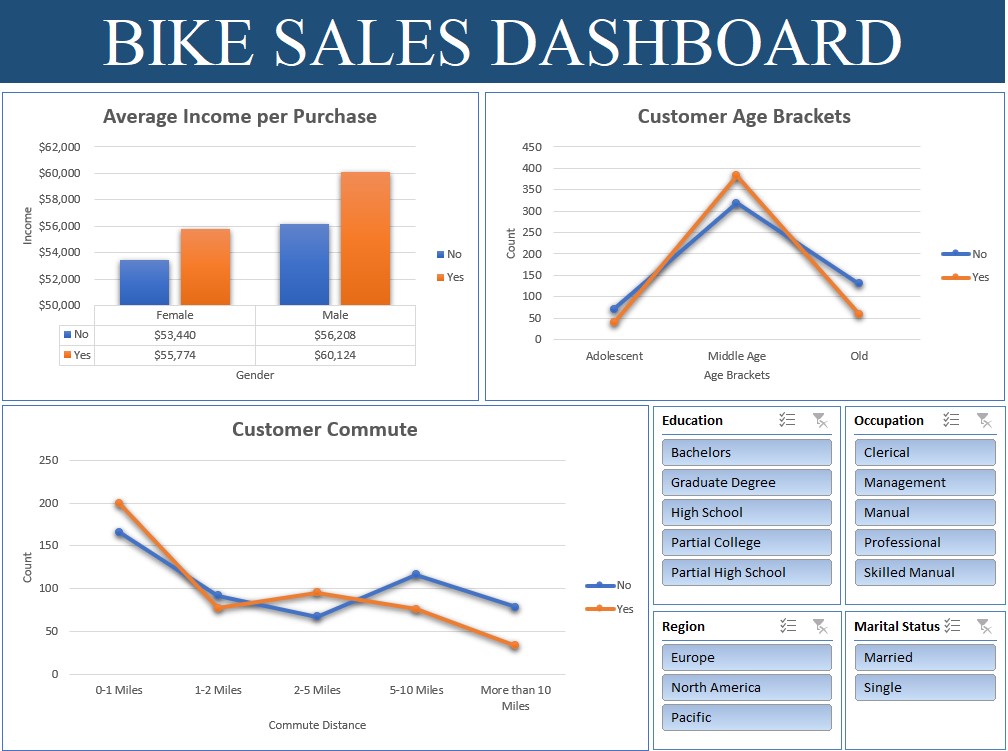 BIKE SALES DASHBOARD
Average Income per Purchase
$62,000
$60,000
$58,000
$56,000
$54,000
$52,000
$50,000
Income
Female Male
No $53,440 $56,208
Yes $55,774 $60,124
Gender
No
Yes
Customer Age Brackets
450
400
350
300
250
200
150
100
50
0
Count
Adolescent Middle Age Old
Age Brackets
No
Yes
Customer Commute
250
200
150
100
50
0
Count
0-1 Miles 1-2 Miles 2-5 Miles 5-10 Miles More than 10
Miles
Commute Distance
No
Yes
Education
Bachelors
Graduate Degree
High School
Partial College
Partial High School
Occupation
Clerical
Management
Manual
Professional
Skilled Manual
Region
Europe
North America
Pacific
Marital Status
Married
Single